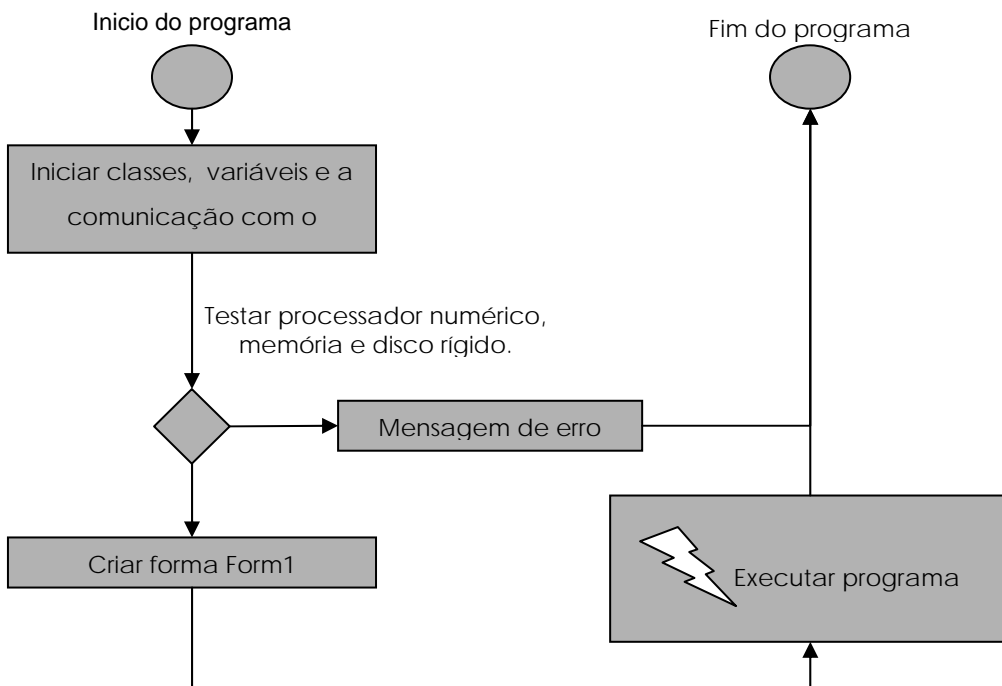 Inicio do programa
Fim do programa
Iniciar classes, variáveis e a
comunicação com o
Testar processador numérico,
memória e disco rígido.
Mensagem de erro
Criar forma Form1
Executar programa